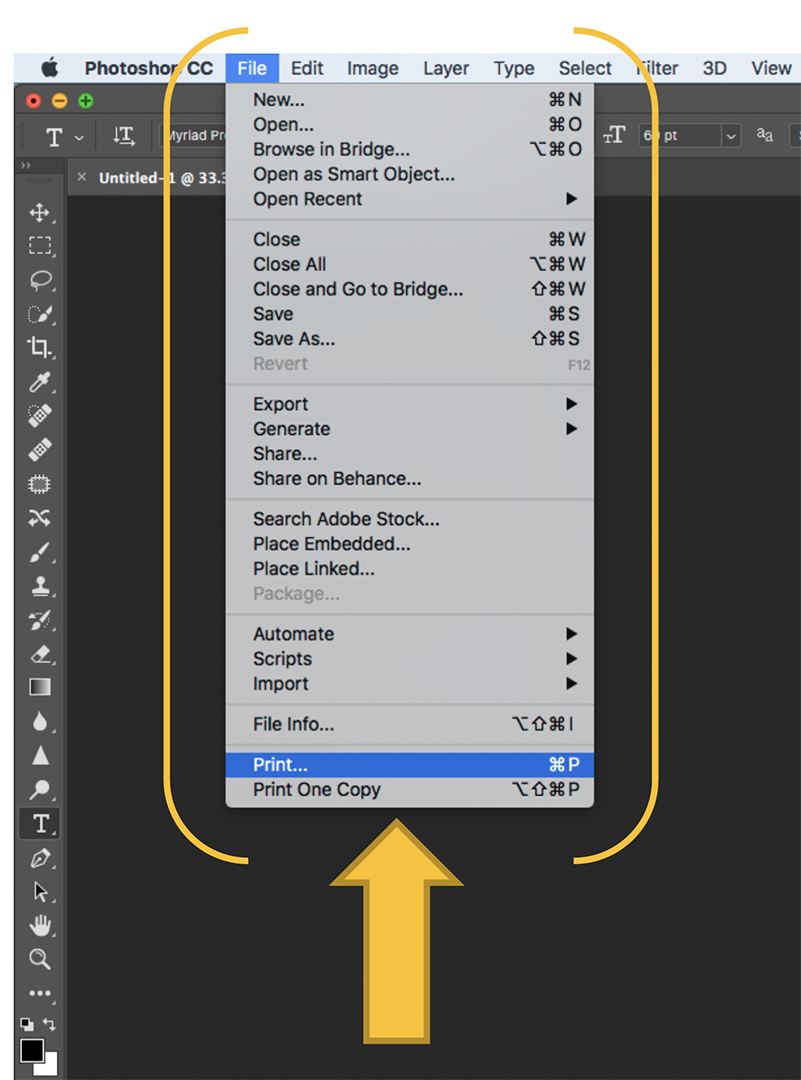 Photoshop CC File Edit Image Layer Type Select Filter 3D View
T Myriad Pr T 60 pt aa
× Untitled-1 @ 33.3
New... ⌘N
Open... ⌘O
Browse in Bridge... ⌥⌘O
Open as Smart Object...
Open Recent ▶
Close ⌘W
Close All ⌥⌘W
Close and Go to Bridge... ⇧⌘W
Save ⌘S
Save As... ⇧⌘S
Revert F12
Export ▶
Generate ▶
Share...
Share on Behance...
Search Adobe Stock...
Place Embedded...
Place Linked...
Package...
Automate ▶
Scripts ▶
Import ▶
File Info... ⌥⇧⌘I
Print... ⌘P
Print One Copy ⌥⇧⌘P